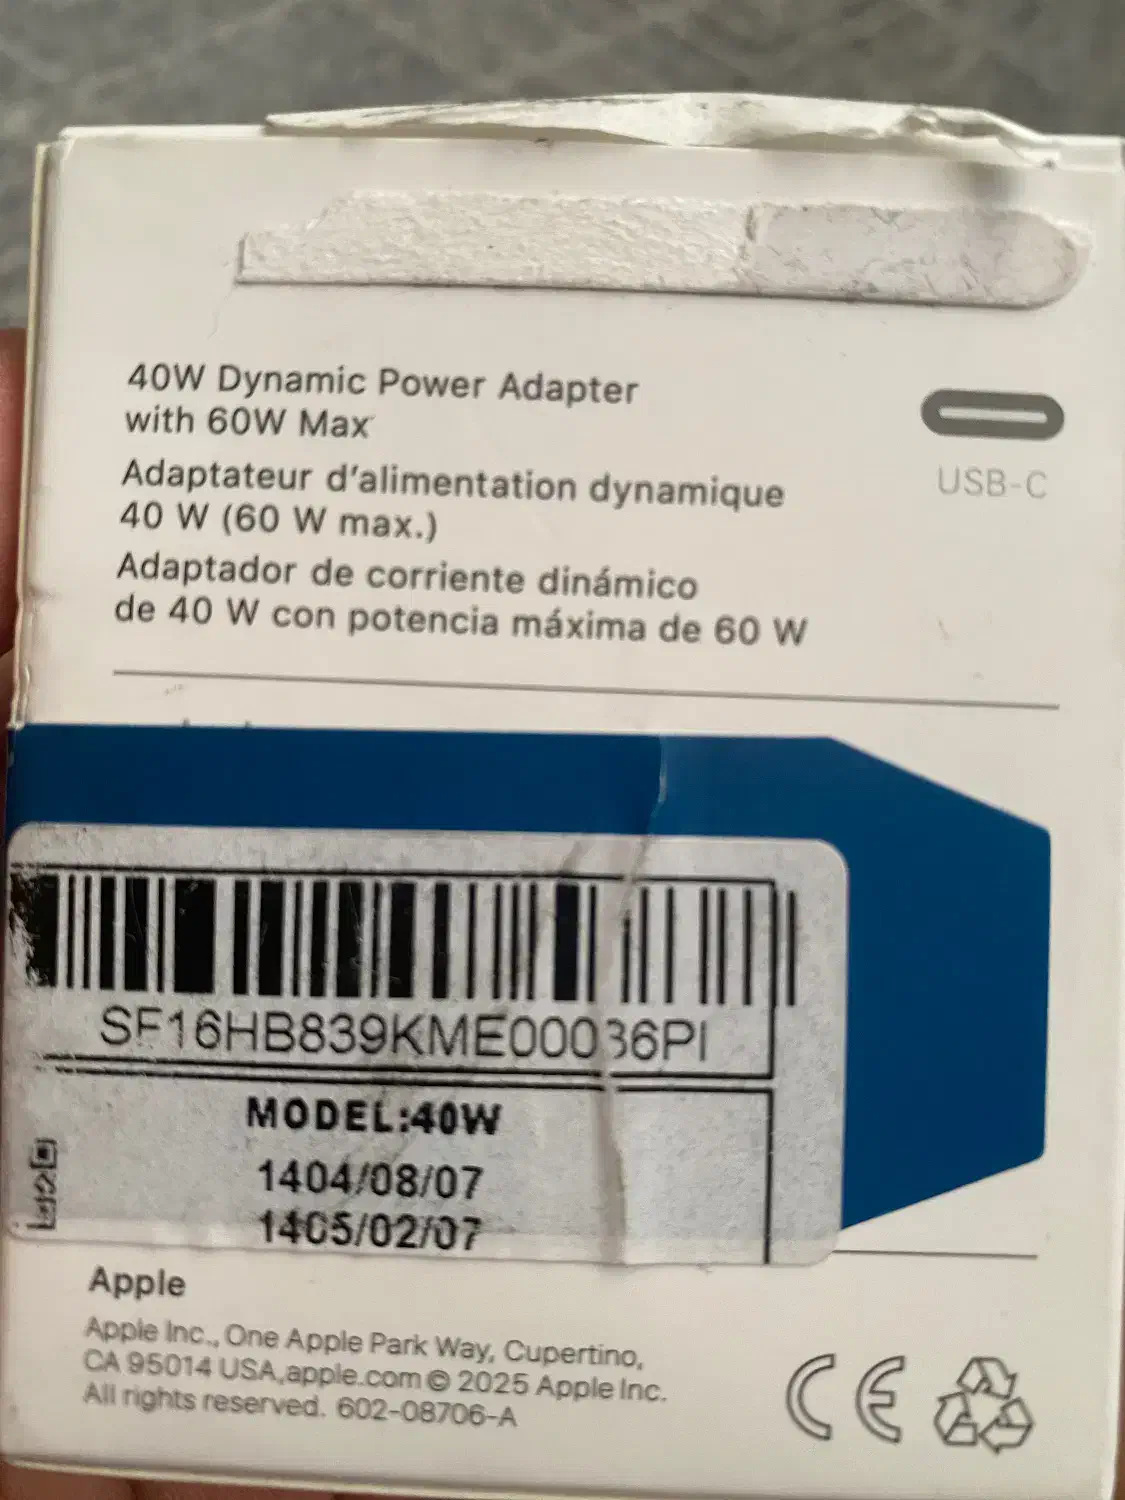 40W Dynamic Power Adapter
with 60W Max
Adaptateur d'alimentation dynamique
40 W (60 W max.)
Adaptador de corriente dinámico
de 40 W con potencia máxima de 60 W
USB-C
SF16HB839KME00036PI
MODEL:40W
1404/08/07
1405/02/07
Apple
Apple Inc., One Apple Park Way, Cupertino,
CA 95014 USA,apple.com © 2025 Apple Inc.
All rights reserved. 602-08706-A
CE